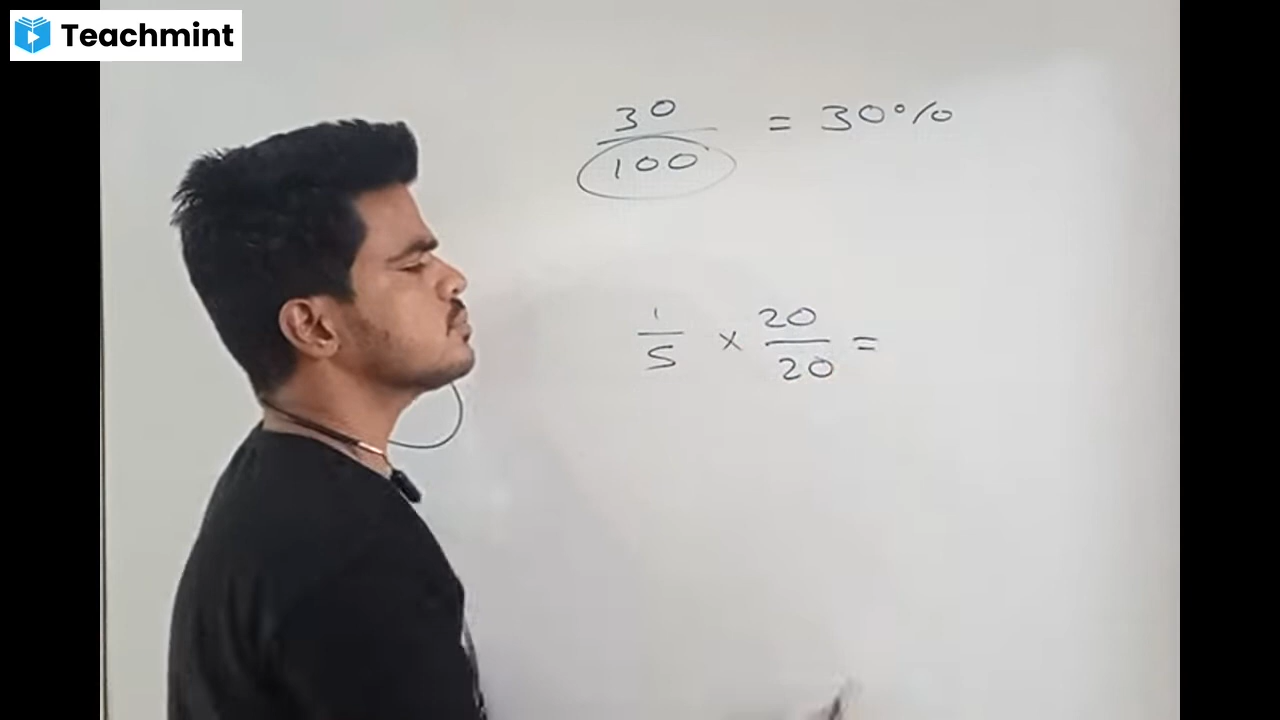 Teachmint
30/100 = 30%
1/5 × 20/20 =